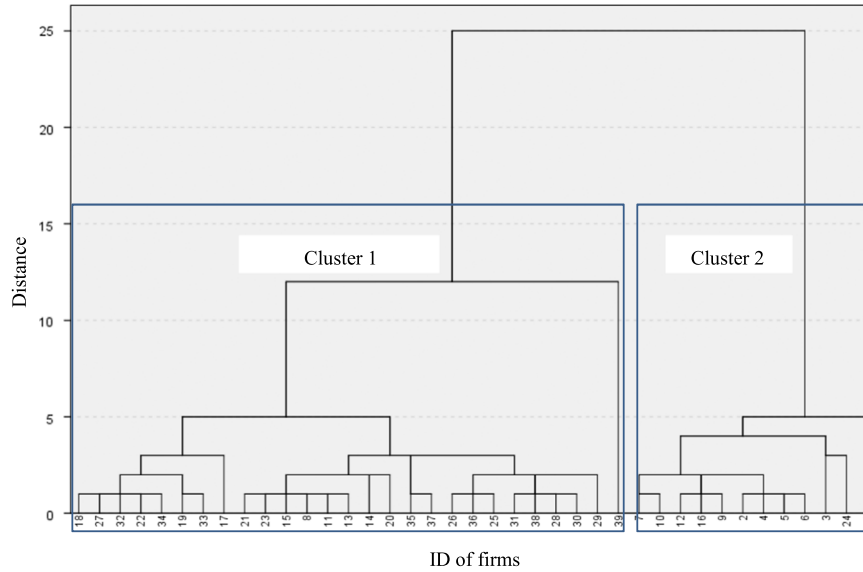 25
20
15
10
5
0
Distance
Cluster 1
Cluster 2
18 27 32 22 34 19 33 17 21 23 15 8 11 13 14 20 35 37 26 36 25 31 38 28 30 29 39 7 10 12 16 9 2 4 5 6 3 24
ID of firms